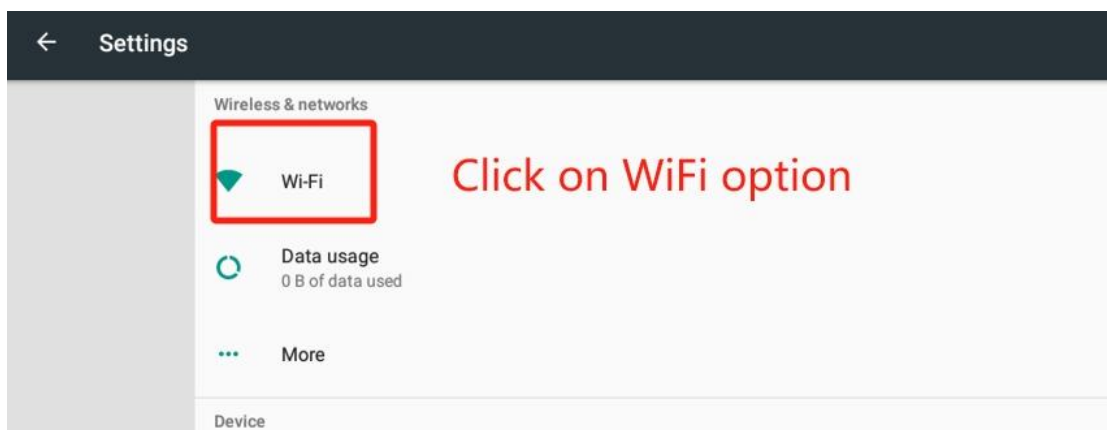 Settings
Wireless & networks
Wi-Fi
Click on WiFi option
Data usage
0 B of data used
More
Device